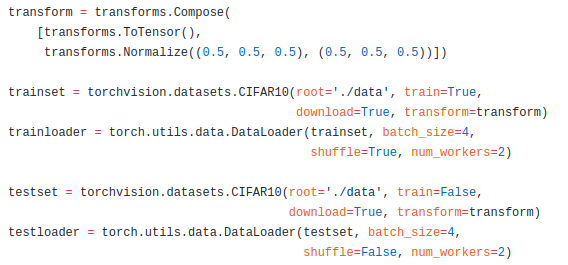 transform = transforms.Compose(
    [transforms.ToTensor(),
     transforms.Normalize((0.5, 0.5, 0.5), (0.5, 0.5, 0.5))])
trainset = torchvision.datasets.CIFAR10(root='./data', train=True,
                                        download=True, transform=transform)
trainloader = torch.utils.data.DataLoader(trainset, batch_size=4,
                                          shuffle=True, num_workers=2)
testset = torchvision.datasets.CIFAR10(root='./data', train=False,
                                       download=True, transform=transform)
testloader = torch.utils.data.DataLoader(testset, batch_size=4,
                                         shuffle=False, num_workers=2)